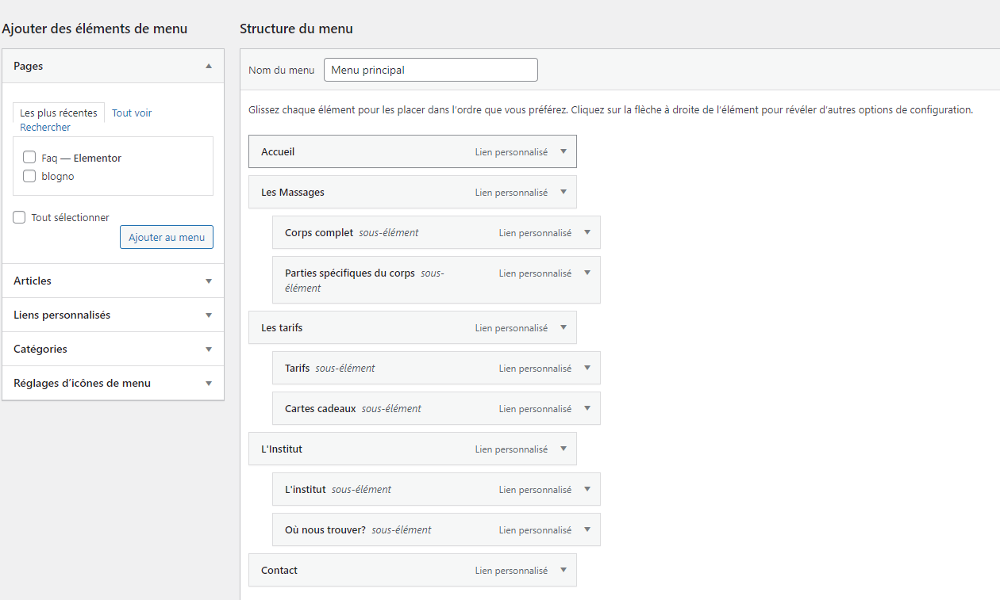 Ajouter des éléments de menu
Pages
Les plus récentes Tout voir
Rechercher
Faq — Elementor
blogno
Tout sélectionner
Ajouter au menu
Articles
Liens personnalisés
Catégories
Réglages d’icônes de menu
Structure du menu
Nom du menu Menu principal
Glissez chaque élément pour les placer dans l’ordre que vous préférez. Cliquez sur la flèche à droite de l’élément pour révéler d’autres options de configuration.
Accueil Lien personnalisé
Les Massages Lien personnalisé
Corps complet sous-élément Lien personnalisé
Parties spécifiques du corps sous- Lien personnalisé
élément
Les tarifs Lien personnalisé
Tarifs sous-élément Lien personnalisé
Cartes cadeaux sous-élément Lien personnalisé
L'Institut Lien personnalisé
L'institut sous-élément Lien personnalisé
Où nous trouver? sous-élément Lien personnalisé
Contact Lien personnalisé